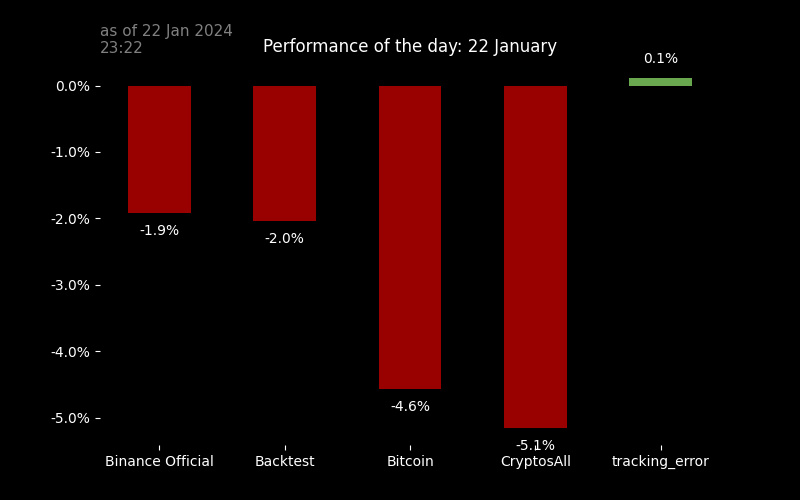 as of 22 Jan 2024
23:22
Performance of the day: 22 January
0.1%
0.0%
-1.0%
-2.0%
-3.0%
-4.0%
-5.0%
-1.9%
-2.0%
-4.6%
-5.1%
Binance Official
Backtest
Bitcoin
CryptosAll
tracking_error